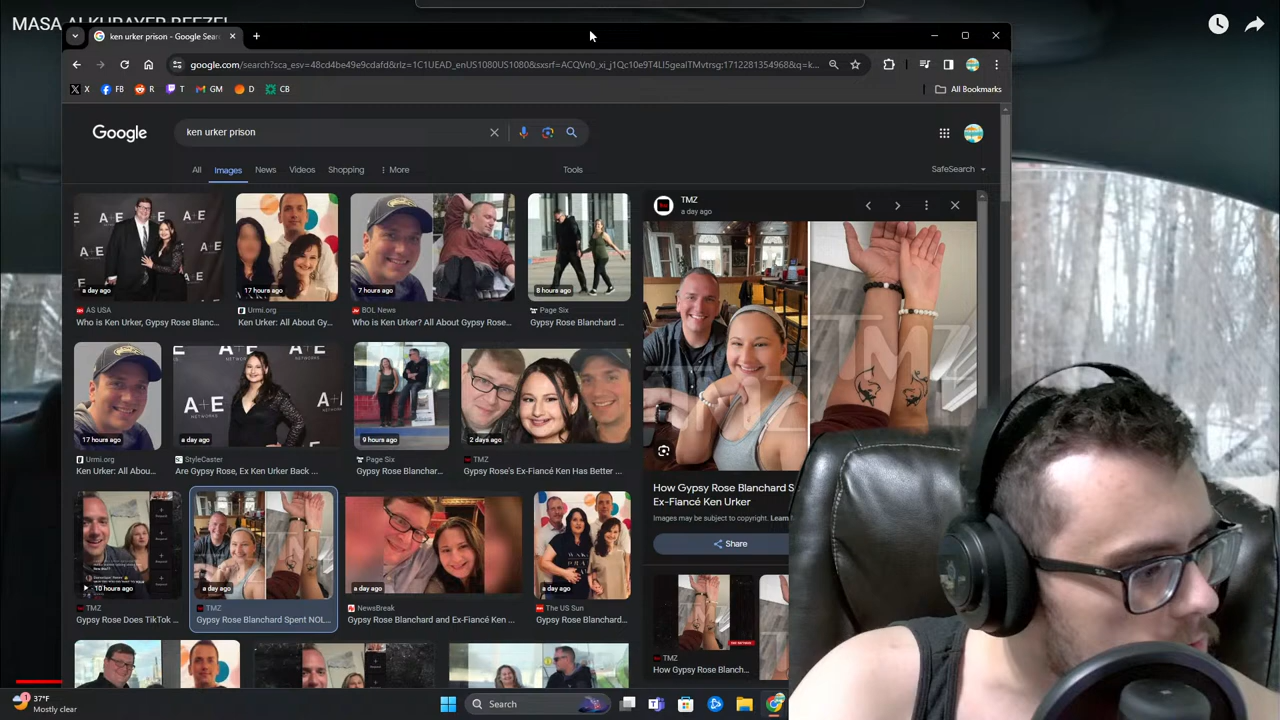 MASA ALKUBAYER BEEZEL
ken urker prison - Google Sear
google.com/search?sca_esv=48cd4be49e9cdafd&rlz=1C1UEAD_enUS1080US1080&sxsrf=ACQVn0_xi_j1Qc10e9T4LISgealTMvtrsg:1712281354968&q=k...
X FB R T GM D CB All Bookmarks
Google ken urker prison
All Images News Videos Shopping More Tools SafeSearch
TMZ
a day ago
A+E
a day ago
17 hours ago
7 hours ago
8 hours ago
AS USA
Who is Ken Urker, Gypsy Rose Blanc...
Urmi.org
Ken Urker: All About Gy...
BOL News
Who is Ken Urker? All About Gypsy Rose...
Page Six
Gypsy Rose Blanchard ...
17 hours ago
A+E
NETWORKS
a day ago
9 hours ago
2 days ago
TMZ
Urmi.org
Ken Urker: All Abou...
StyleCaster
Are Gypsy Rose, Ex Ken Urker Back ...
Page Six
Gypsy Rose Blanchar...
TMZ
Gypsy Rose's Ex-Fiancé Ken Has Better ...
How Gypsy Rose Blanchard S
Ex-Fiancé Ken Urker
Images may be subject to copyright. Learn
Share
10 hours ago
a day ago
a day ago
a day ago
TMZ
Gypsy Rose Does TikTok ...
TMZ
Gypsy Rose Blanchard Spent NOL...
NewsBreak
Gypsy Rose Blanchard and Ex-Fiancé Ken ...
The US Sun
Gypsy Rose Blanchard...
TMZ
How Gypsy Rose Blanch...
37°F
Mostly clear
Search